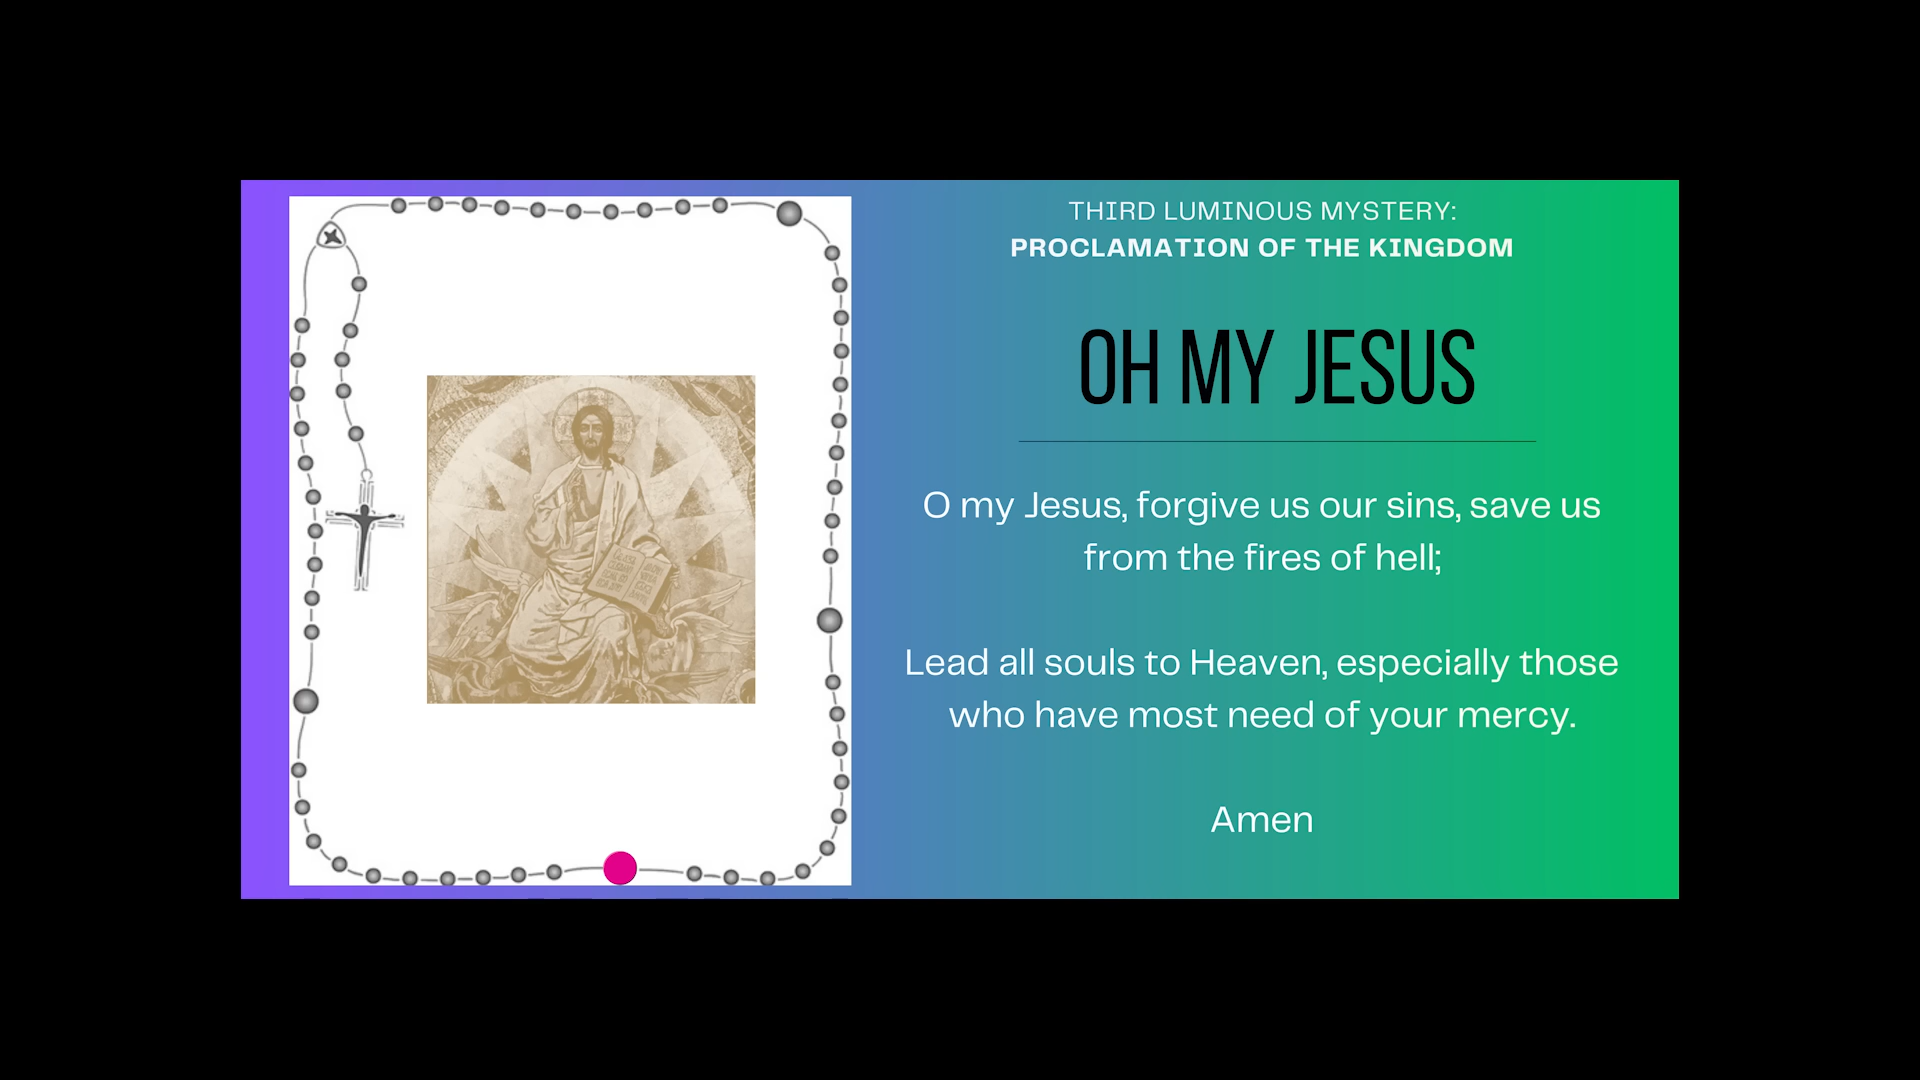 THIRD LUMINOUS MYSTERY:
PROCLAMATION OF THE KINGDOM
OH MY JESUS
O my Jesus, forgive us our sins, save us
from the fires of hell;
Lead all souls to Heaven, especially those
who have most need of your mercy.
Amen